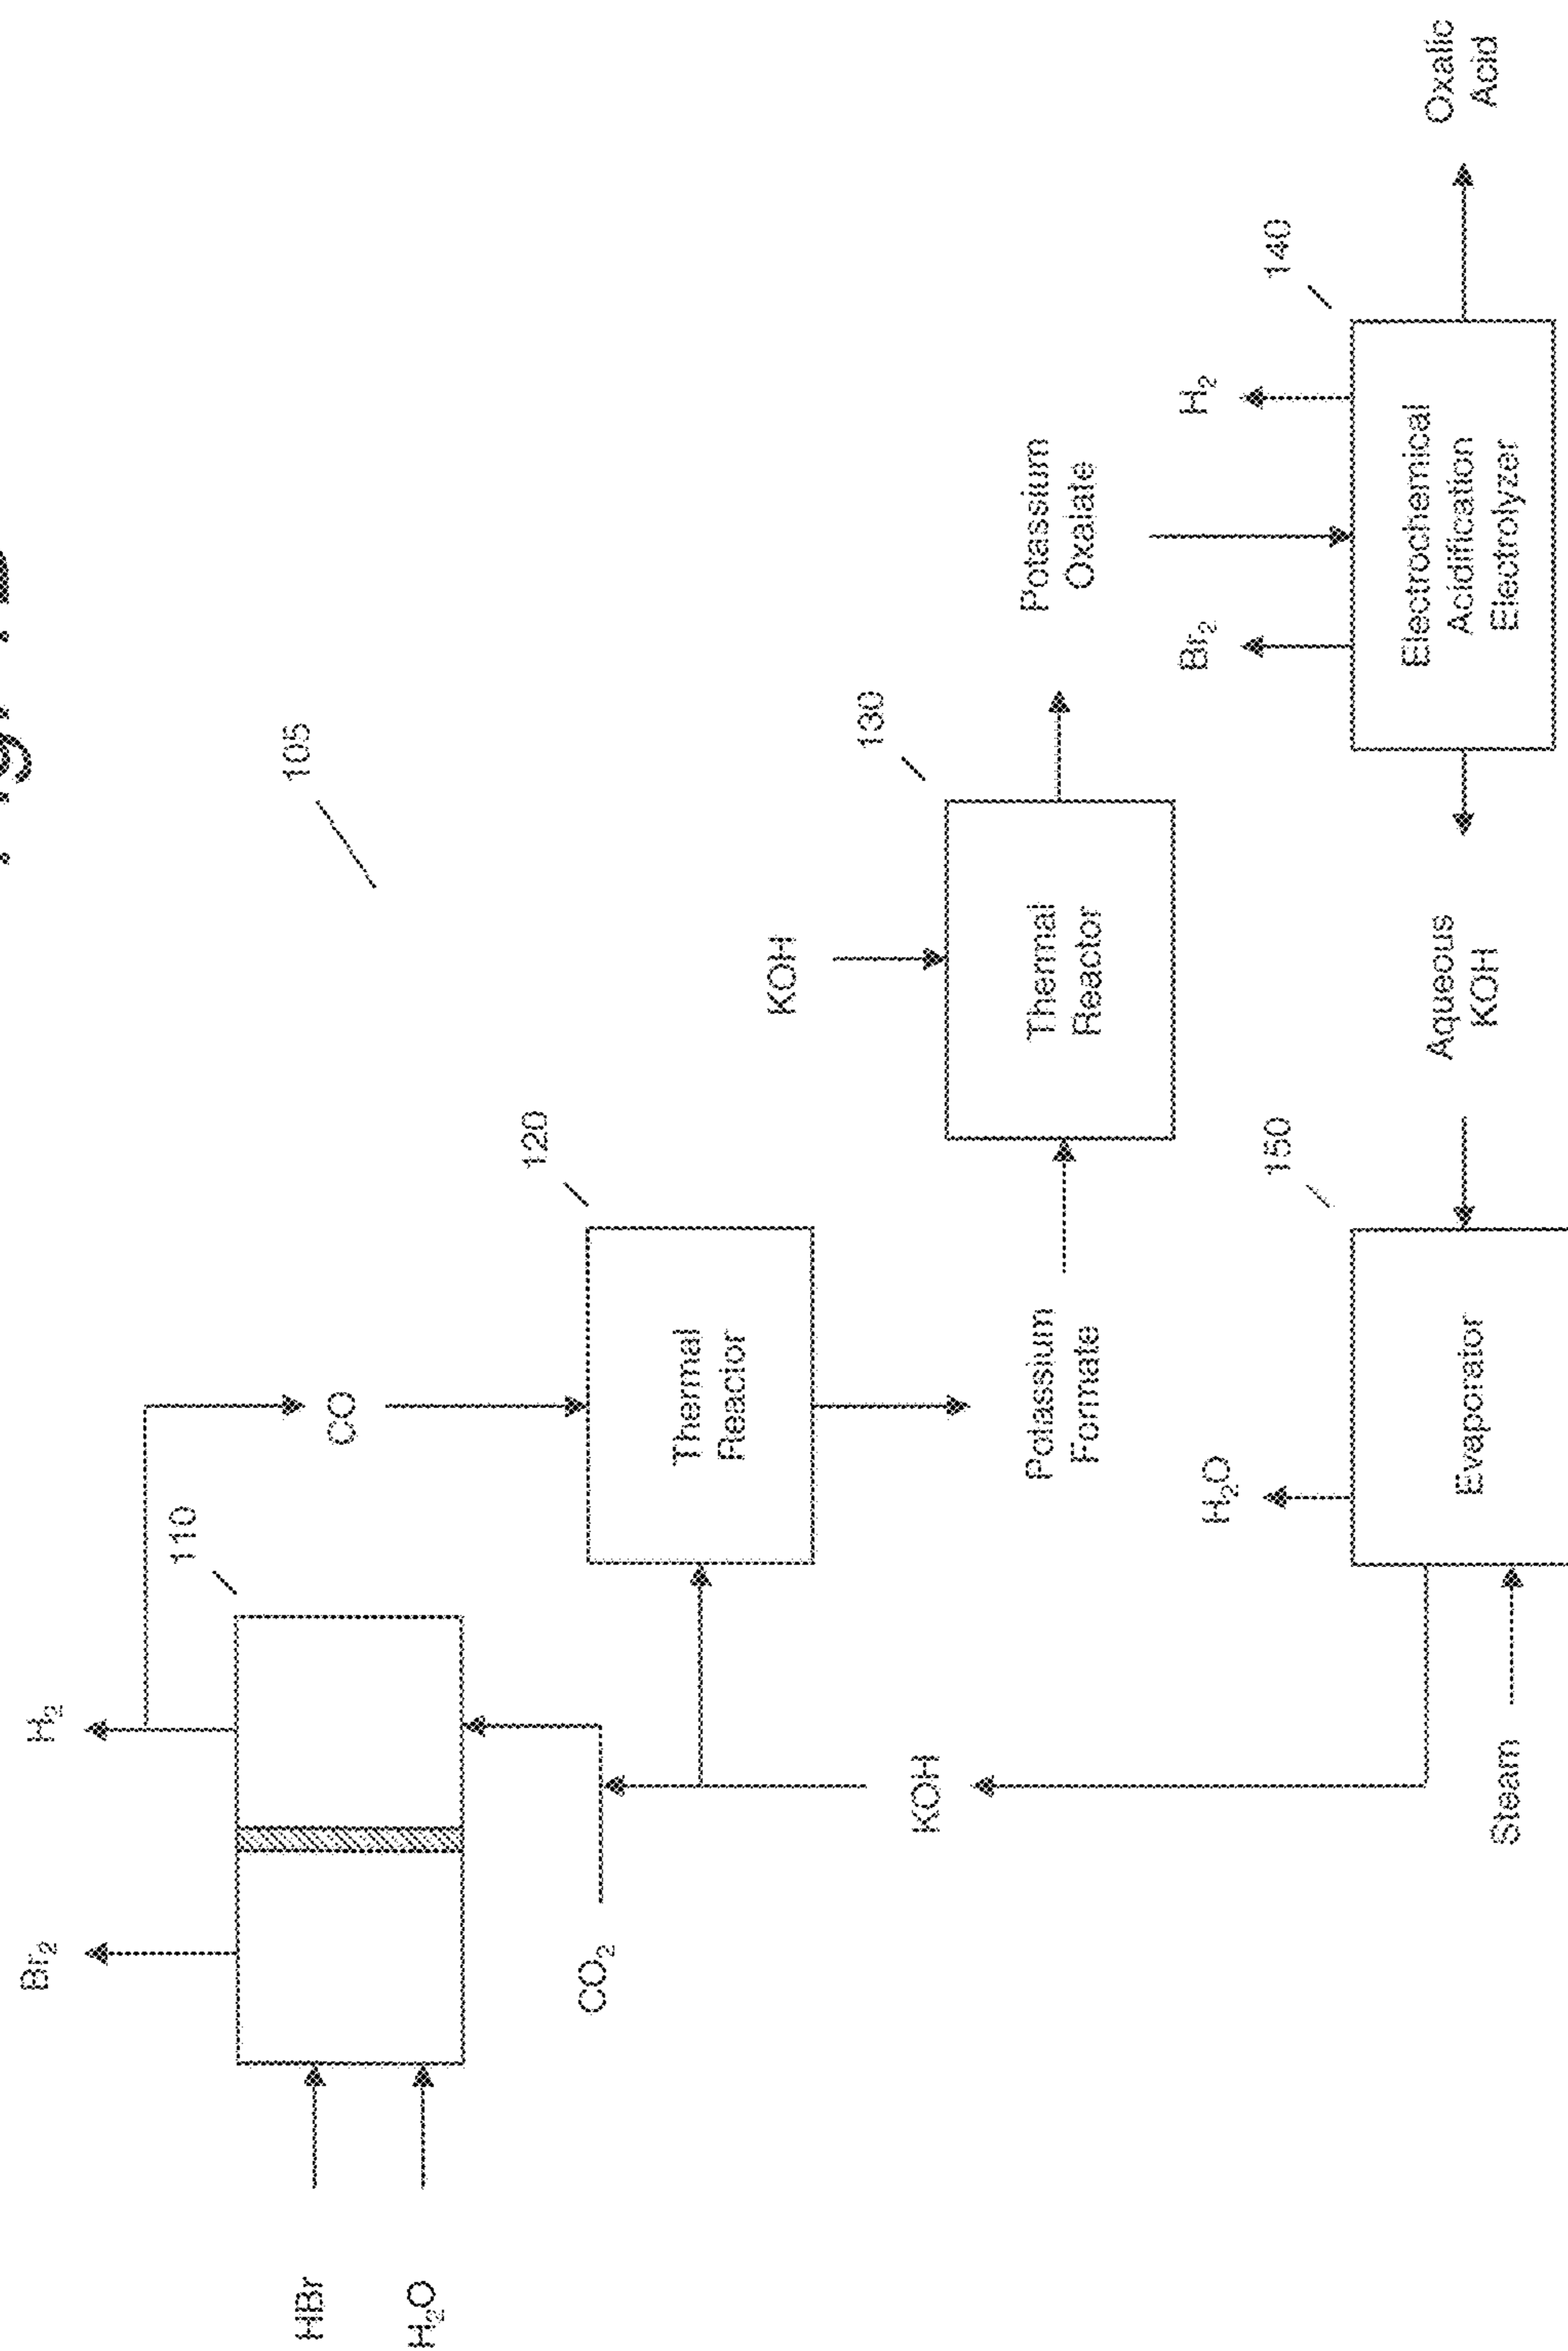 105
Br₂
H₂
110
HBr
H₂O
CO
CO₂
120
Thermal
Reactor
KOH
KOH
130
Thermal
Reactor
Potassium
Formate
Potassium
Oxalate
H₂O
150
Evaporator
Steam
Aqueous
KOH
Br₂
H₂
140
Electrochemical
Acidification
Electrolyzer
Oxalic
Acid